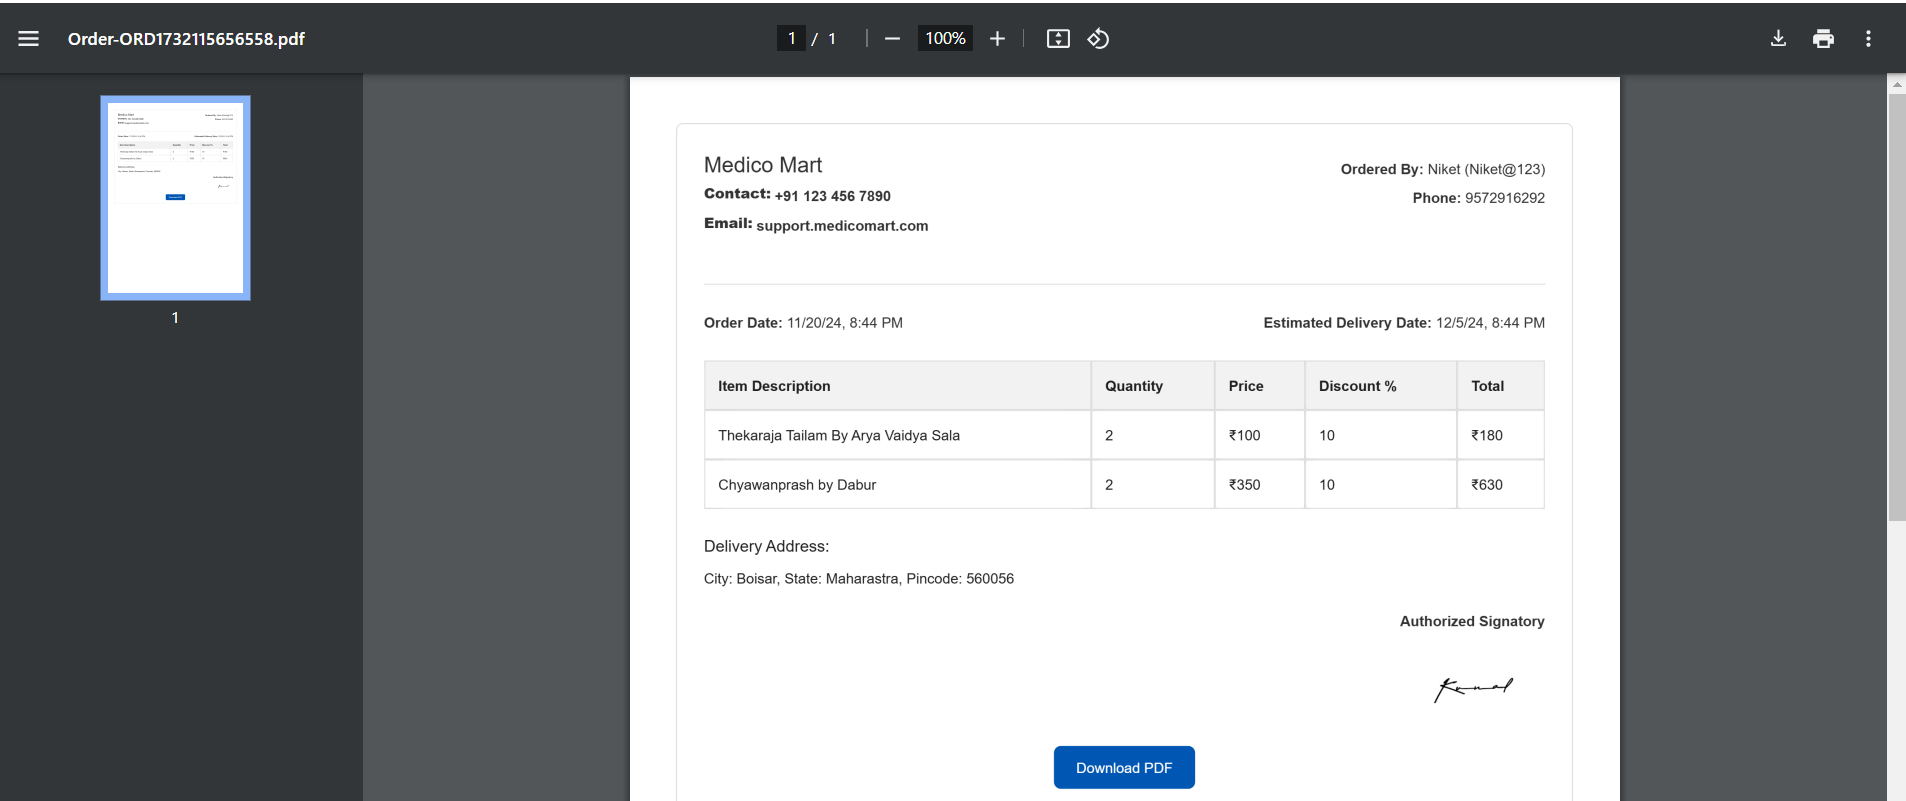 Order-ORD1732115656558.pdf
1 / 1
100%
1
Medico Mart
Contact: +91 123 456 7890
Email: support.medicomart.com
Ordered By: Niket (Niket@123)
Phone: 9572916292
Order Date: 11/20/24, 8:44 PM
Estimated Delivery Date: 12/5/24, 8:44 PM
Item Description Quantity Price Discount % Total
Thekaraja Tailam By Arya Vaidya Sala 2 ₹100 10 ₹180
Chyawanprash by Dabur 2 ₹350 10 ₹630
Delivery Address:
City: Boisar, State: Maharastra, Pincode: 560056
Authorized Signatory
Download PDF